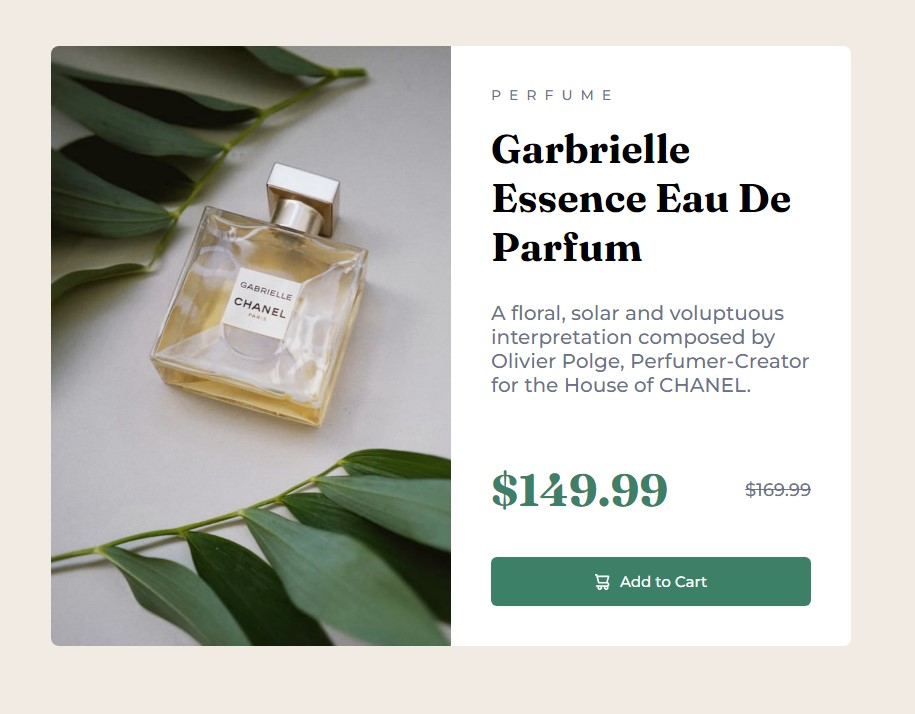 GABRIELLE
CHANEL
PARIS
PERFUME
Garbrielle
Essence Eau De
Parfum
A floral, solar and voluptuous
interpretation composed by
Olivier Polge, Perfumer-Creator
for the House of CHANEL.
$149.99 $169.99
Add to Cart